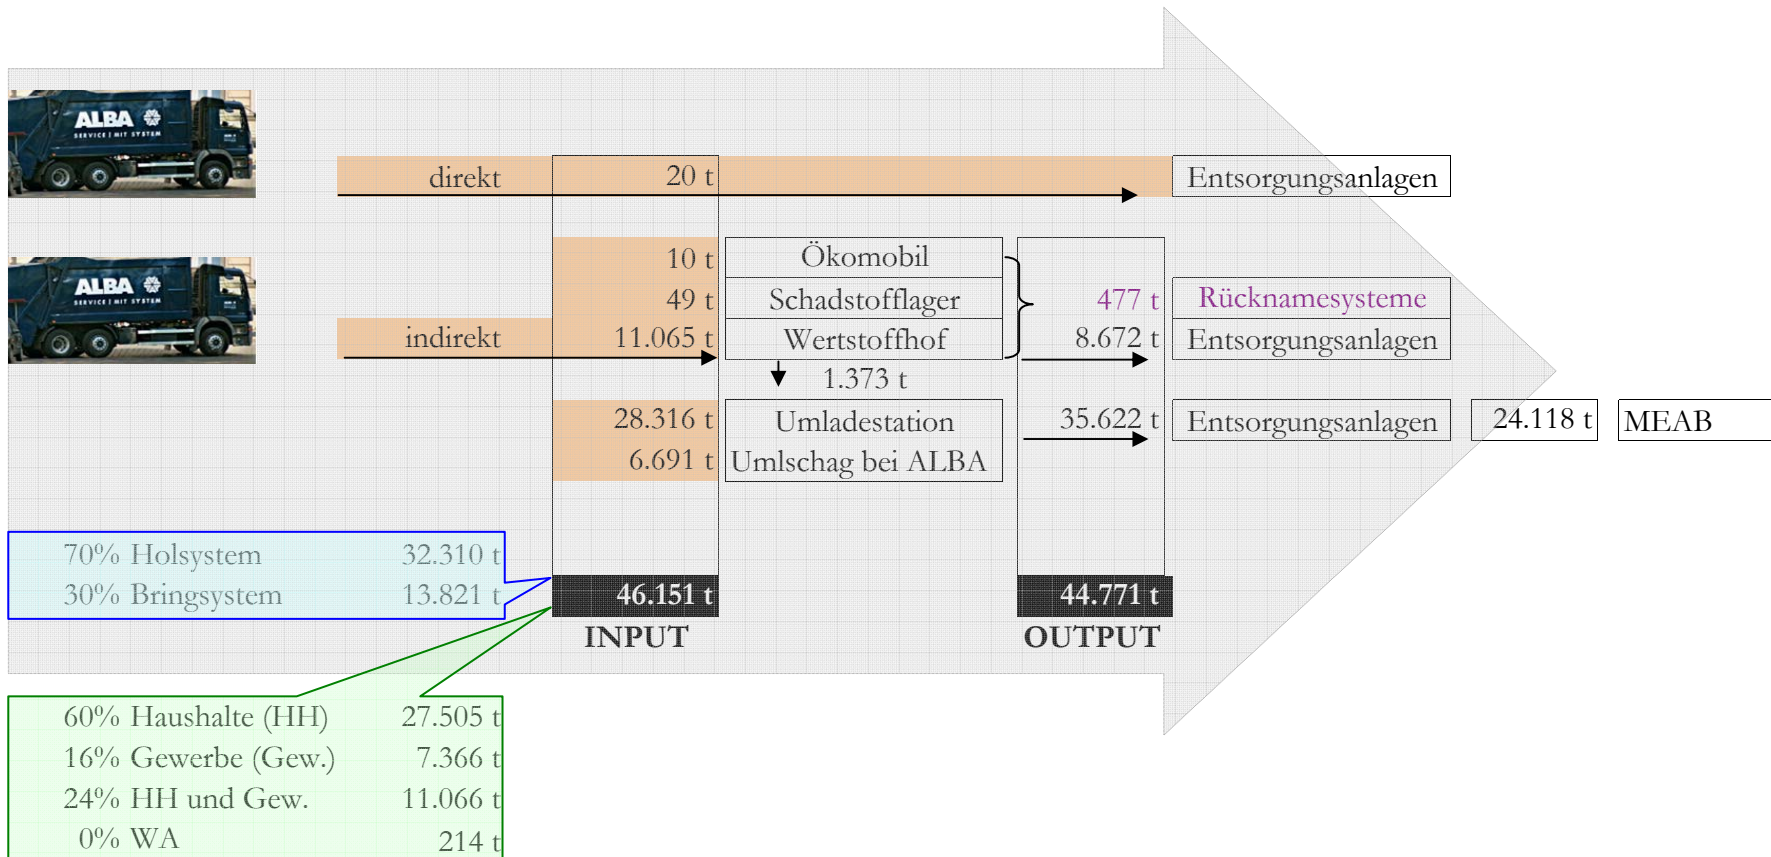 ALBA
SERVICE | MIT SYSTEM
direkt 20 t Entsorgungsanlagen
10 t Ökomobil
ALBA
SERVICE | MIT SYSTEM
49 t Schadstofflager 477 t Rücknamesysteme
indirekt 11.065 t Wertstoffhof 8.672 t Entsorgungsanlagen
1.373 t
28.316 t Umladestation 35.622 t Entsorgungsanlagen 24.118 t MEAB
6.691 t Umlschag bei ALBA
70% Holsystem 32.310 t
30% Bringsystem 13.821 t
46.151 t 44.771 t
INPUT OUTPUT
60% Haushalte (HH) 27.505 t
16% Gewerbe (Gew.) 7.366 t
24% HH und Gew. 11.066 t
0% WA 214 t